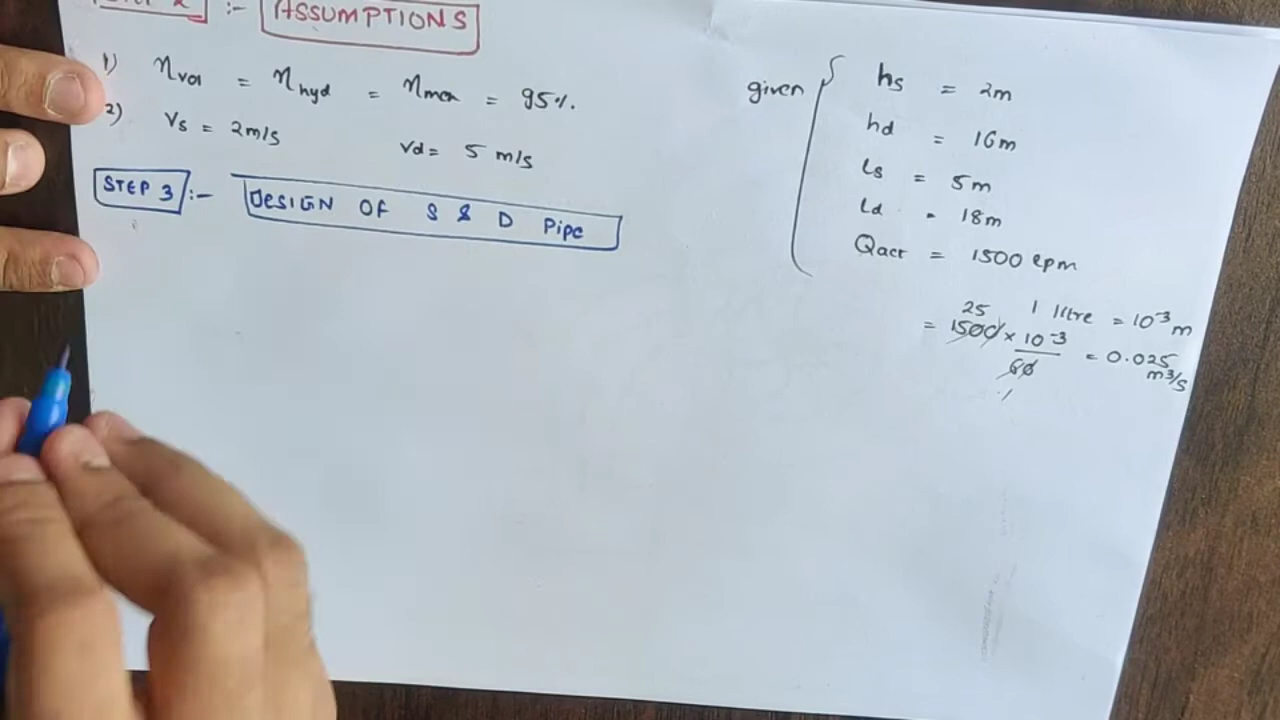 :- ASSUMPTIONS
1) ηvol = ηhyd = ηmech = 95%.
2) Vs = 2m/s Vd = 5 m/s
STEP 3 :- DESIGN OF S & D Pipe
given { hs = 2m
hd = 16m
ls = 5m
ld = 18m
Qact = 1500 lpm
25 1 litre = 10⁻³ m
= 1500 × 10⁻³ / 60 = 0.025 m³/s
1